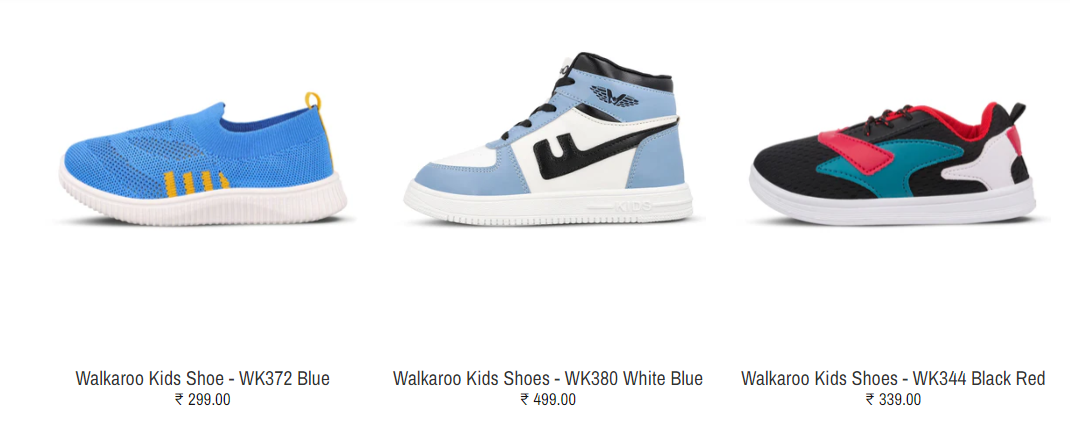 KIDS
Walkaroo Kids Shoe - WK372 Blue
₹ 299.00
Walkaroo Kids Shoes - WK380 White Blue
₹ 499.00
Walkaroo Kids Shoes - WK344 Black Red
₹ 339.00